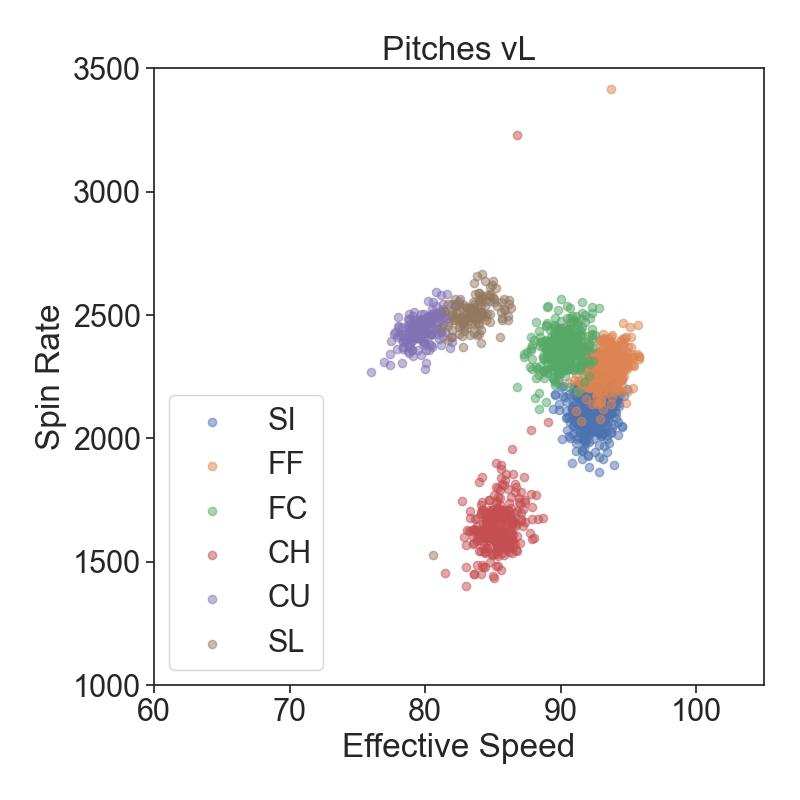 Pitches vL
3500
3000
2500
2000
1500
1000
Spin Rate
SI
FF
FC
CH
CU
SL
60 70 80 90 100
Effective Speed